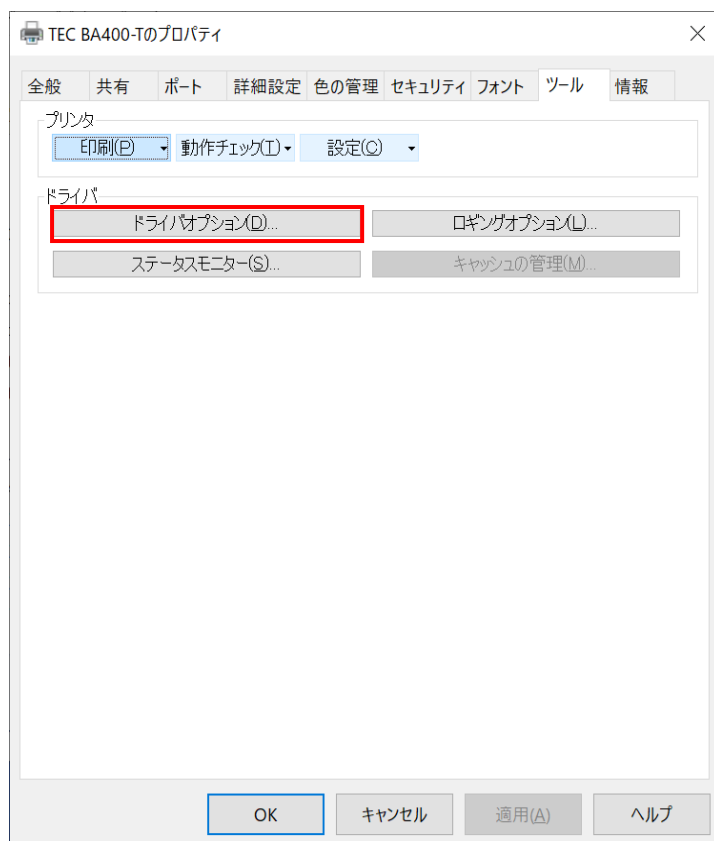 TEC BA400-Tのプロパティ
全般 共有 ポート 詳細設定 色の管理 セキュリティ フォント ツール 情報
プリンタ
印刷(P) 動作チェック(T) 設定(C)
ドライバ
ドライバオプション(D)... ロギングオプション(L)...
ステータスモニター(S)... キャッシュの管理(M)...
OK キャンセル 適用(A) ヘルプ